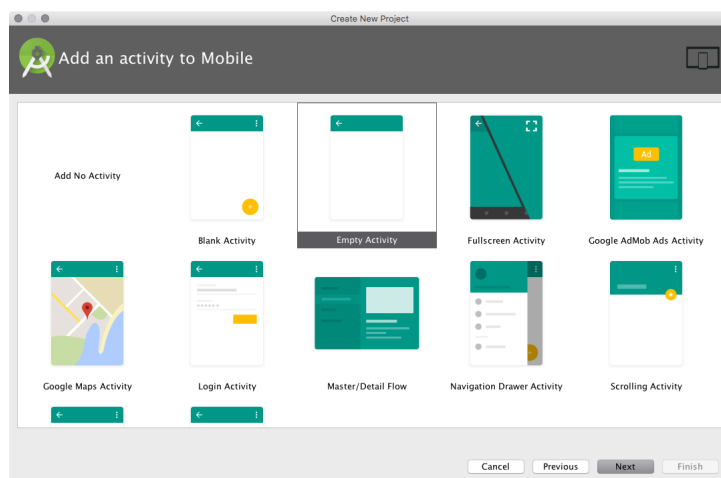 Create New Project
Add an activity to Mobile
Add No Activity
Blank Activity
Empty Activity
Fullscreen Activity
Ad
Google AdMob Ads Activity
Google Maps Activity
Login Activity
Master/Detail Flow
Navigation Drawer Activity
Scrolling Activity
Cancel
Previous
Next
Finish